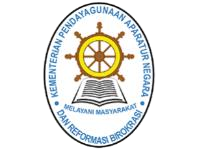 KEMENTERIAN PENDAYAGUNAAN APARATUR NEGARA
MELAYANI MASYARAKAT
DAN REFORMASI BIROKRASI